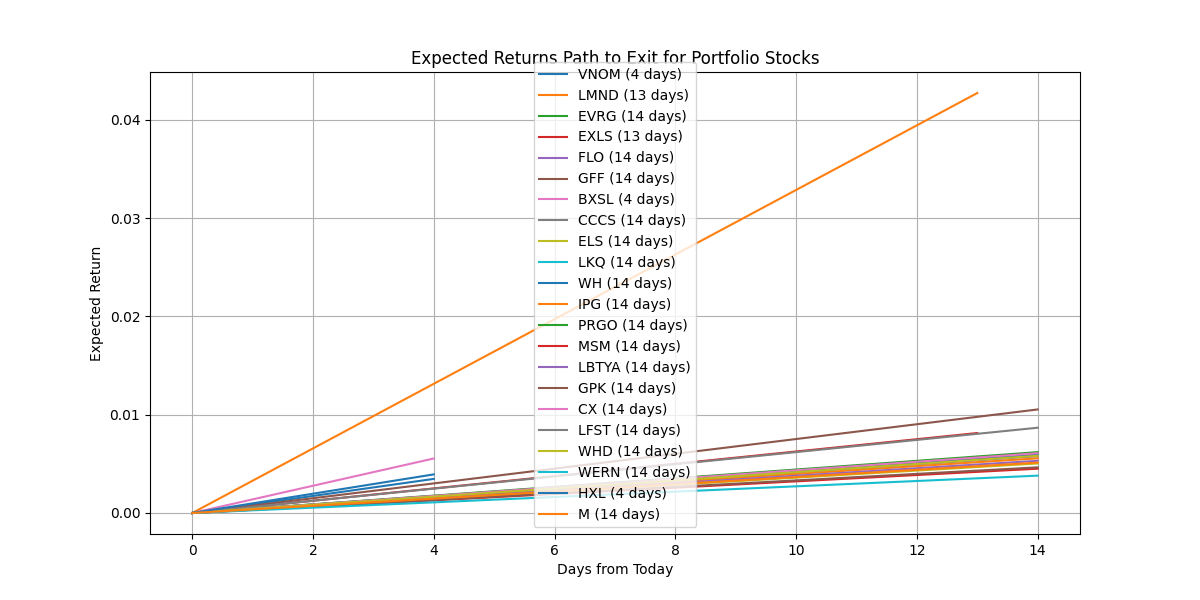 Expected Returns Path to Exit for Portfolio Stocks
VNOM (4 days)
LMND (13 days)
EVRG (14 days)
EXLS (13 days)
FLO (14 days)
GFF (14 days)
BXSL (4 days)
CCCS (14 days)
ELS (14 days)
LKQ (14 days)
WH (14 days)
IPG (14 days)
PRGO (14 days)
MSM (14 days)
LBTYA (14 days)
GPK (14 days)
CX (14 days)
LFST (14 days)
WHD (14 days)
WERN (14 days)
HXL (4 days)
M (14 days)
Expected Return
0.04
0.03
0.02
0.01
0.00
0 2 4 6 8 10 12 14
Days from Today